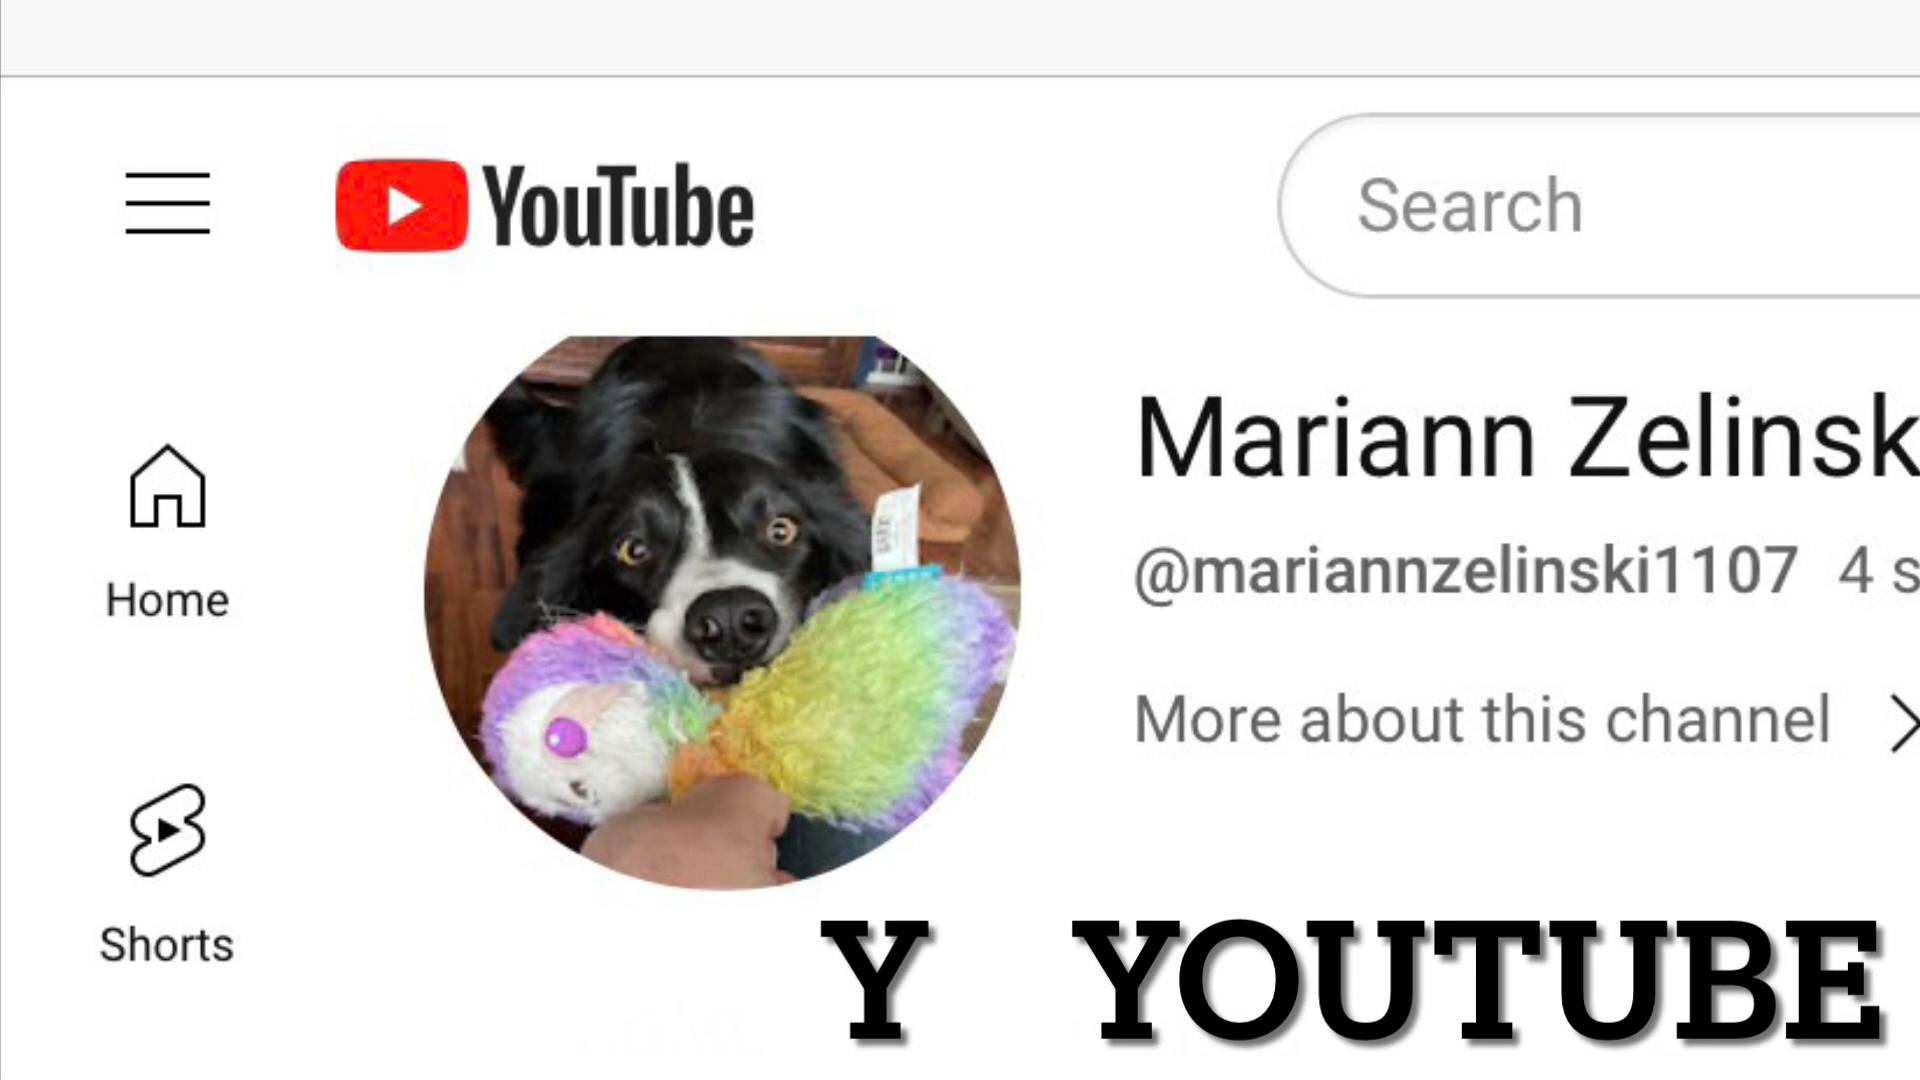 YouTube
Search
Mariann Zelinsk
@mariannzelinski1107 4 s
More about this channel
Home
Shorts
Y YOUTUBE